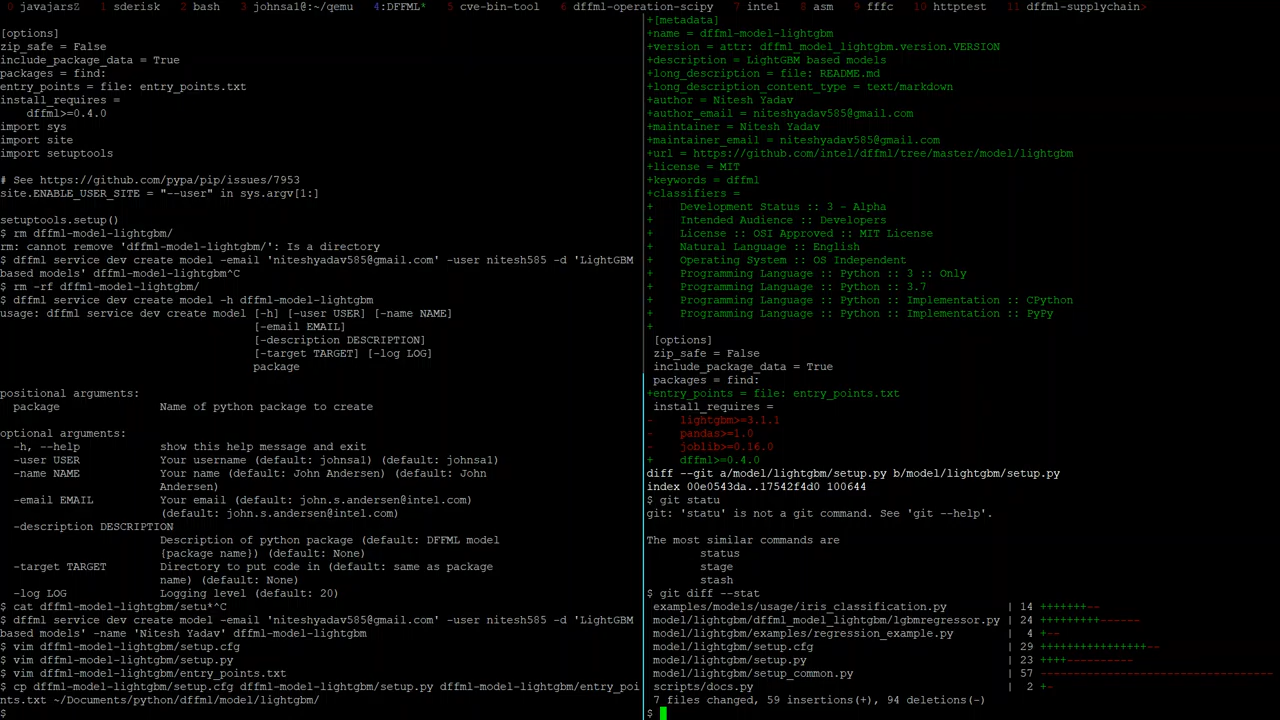 0 javajarsZ 1 sderisk 2 bash 3 johnsa1@:~/qemu 4:DFFML* 5 cve-bin-tool 6 dffml-operation-scipy 7 intel 8 asm 9 fffc 10 httptest 11 dffml-supplychain>
[options]
zip_safe = False
include_package_data = True
packages = find:
entry_points = file: entry_points.txt
install_requires =
    dffml>=0.4.0
import sys
import site
import setuptools
# See https://github.com/pypa/pip/issues/7953
site.ENABLE_USER_SITE = "--user" in sys.argv[1:]
setuptools.setup()
$ rm dffml-model-lightgbm/
rm: cannot remove 'dffml-model-lightgbm/': Is a directory
$ dffml service dev create model -email 'niteshyadav585@gmail.com' -user nitesh585 -d 'LightGBM
based models' dffml-model-lightgbm^C
$ rm -rf dffml-model-lightgbm/
$ dffml service dev create model -h dffml-model-lightgbm
usage: dffml service dev create model [-h] [-user USER] [-name NAME]
[-email EMAIL]
[-description DESCRIPTION]
[-target TARGET] [-log LOG]
package
positional arguments:
  package               Name of python package to create
optional arguments:
  -h, --help            show this help message and exit
  -user USER            Your username (default: johnsa1) (default: johnsa1)
  -name NAME            Your name (default: John Andersen) (default: John
Andersen)
  -email EMAIL          Your email (default: john.s.andersen@intel.com)
(default: john.s.andersen@intel.com)
  -description DESCRIPTION
Description of python package (default: DFFML model
{package name}) (default: None)
  -target TARGET        Directory to put code in (default: same as package
name) (default: None)
  -log LOG              Logging level (default: 20)
$ cat dffml-model-lightgbm/setu*^C
$ dffml service dev create model -email 'niteshyadav585@gmail.com' -user nitesh585 -d 'LightGBM
based models' -name 'Nitesh Yadav' dffml-model-lightgbm
$ vim dffml-model-lightgbm/setup.cfg
$ vim dffml-model-lightgbm/setup.py
$ vim dffml-model-lightgbm/entry_points.txt
$ cp dffml-model-lightgbm/setup.cfg dffml-model-lightgbm/setup.py dffml-model-lightgbm/entry_poi
nts.txt ~/Documents/python/dffml/model/lightgbm/
$
+[metadata]
+name = dffml-model-lightgbm
+version = attr: dffml_model_lightgbm.version.VERSION
+description = LightGBM based models
+long_description = file: README.md
+long_description_content_type = text/markdown
+author = Nitesh Yadav
+author_email = niteshyadav585@gmail.com
+maintainer = Nitesh Yadav
+maintainer_email = niteshyadav585@gmail.com
+url = https://github.com/intel/dffml/tree/master/model/lightgbm
+license = MIT
+keywords = dffml
+classifiers =
+    Development Status :: 3 - Alpha
+    Intended Audience :: Developers
+    License :: OSI Approved :: MIT License
+    Natural Language :: English
+    Operating System :: OS Independent
+    Programming Language :: Python :: 3 :: Only
+    Programming Language :: Python :: 3.7
+    Programming Language :: Python :: Implementation :: CPython
+    Programming Language :: Python :: Implementation :: PyPy
+
 [options]
 zip_safe = False
 include_package_data = True
 packages = find:
+entry_points = file: entry_points.txt
 install_requires =
-    lightgbm>=3.1.1
-    pandas>=1.0
-    joblib>=0.16.0
+    dffml>=0.4.0
diff --git a/model/lightgbm/setup.py b/model/lightgbm/setup.py
index 00e0543da..17542f4d0 100644
$ git statu
git: 'statu' is not a git command. See 'git --help'.
The most similar commands are
        status
        stage
        stash
$ git diff --stat
 examples/models/usage/iris_classification.py         | 14 +++++++--
 model/lightgbm/dffml_model_lightgbm/lgbmregressor.py | 24 +++++++++------
 model/lightgbm/examples/regression_example.py        |  4 +--
 model/lightgbm/setup.cfg                             | 29 ++++++++++++++++--
 model/lightgbm/setup.py                              | 23 ++++----------
 model/lightgbm/setup_common.py                       | 57 -----------------------------------
 scripts/docs.py                                      |  2 +-
 7 files changed, 59 insertions(+), 94 deletions(-)
$